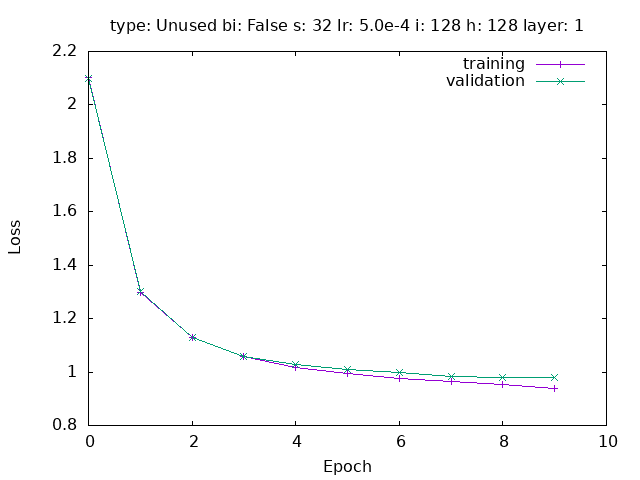 type: Unused bi: False s: 32 lr: 5.0e-4 i: 128 h: 128 layer: 1
training
validation
2.2
2
1.8
1.6
1.4
1.2
1
0.8
Loss
0 2 4 6 8 10
Epoch